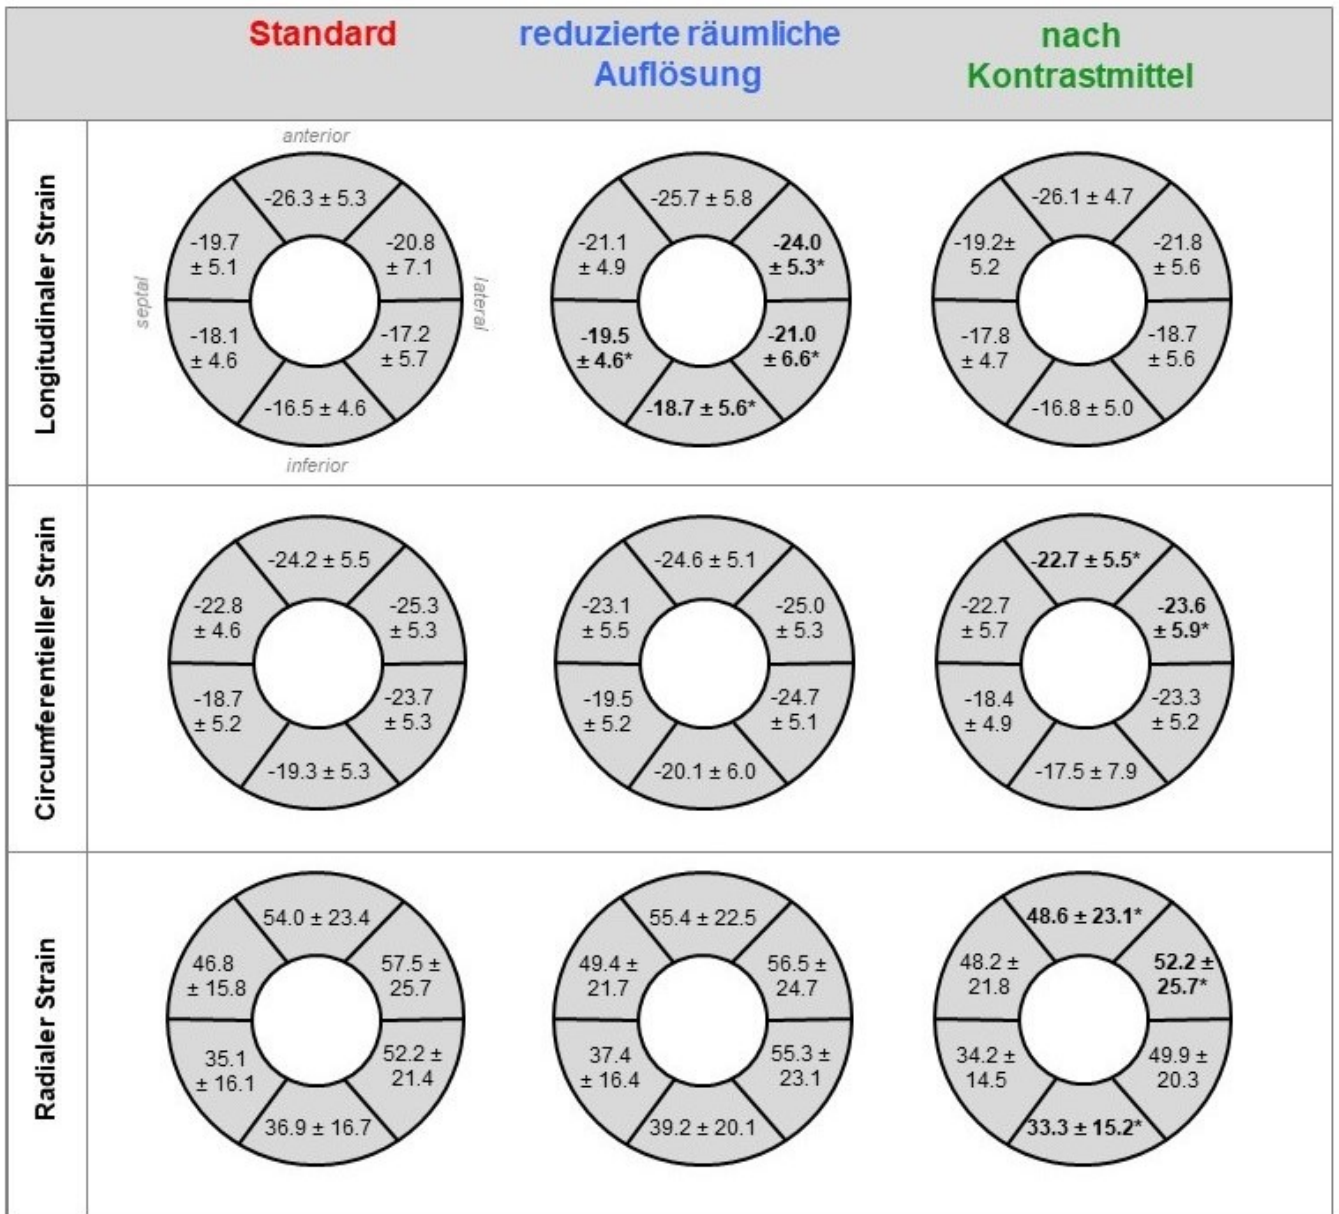 Standard
reduzierte räumliche
Auflösung
nach
Kontrastmittel
Longitudinaler Strain
anterior
septal
lateral
inferior
-26.3 ± 5.3
-19.7
± 5.1
-20.8
± 7.1
-18.1
± 4.6
-17.2
± 5.7
-16.5 ± 4.6
-25.7 ± 5.8
-21.1
± 4.9
-24.0
± 5.3*
-19.5
± 4.6*
-21.0
± 6.6*
-18.7 ± 5.6*
-26.1 ± 4.7
-19.2±
5.2
-21.8
± 5.6
-17.8
± 4.7
-18.7
± 5.6
-16.8 ± 5.0
Circumferentieller Strain
-24.2 ± 5.5
-22.8
± 4.6
-25.3
± 5.3
-18.7
± 5.2
-23.7
± 5.3
-19.3 ± 5.3
-24.6 ± 5.1
-23.1
± 5.5
-25.0
± 5.3
-19.5
± 5.2
-24.7
± 5.1
-20.1 ± 6.0
-22.7 ± 5.5*
-22.7
± 5.7
-23.6
± 5.9*
-18.4
± 4.9
-23.3
± 5.2
-17.5 ± 7.9
Radialer Strain
54.0 ± 23.4
46.8
± 15.8
57.5 ±
25.7
35.1
± 16.1
52.2 ±
21.4
36.9 ± 16.7
55.4 ± 22.5
49.4 ±
21.7
56.5 ±
24.7
37.4
± 16.4
55.3 ±
23.1
39.2 ± 20.1
48.6 ± 23.1*
48.2 ±
21.8
52.2 ±
25.7*
34.2 ±
14.5
49.9 ±
20.3
33.3 ± 15.2*